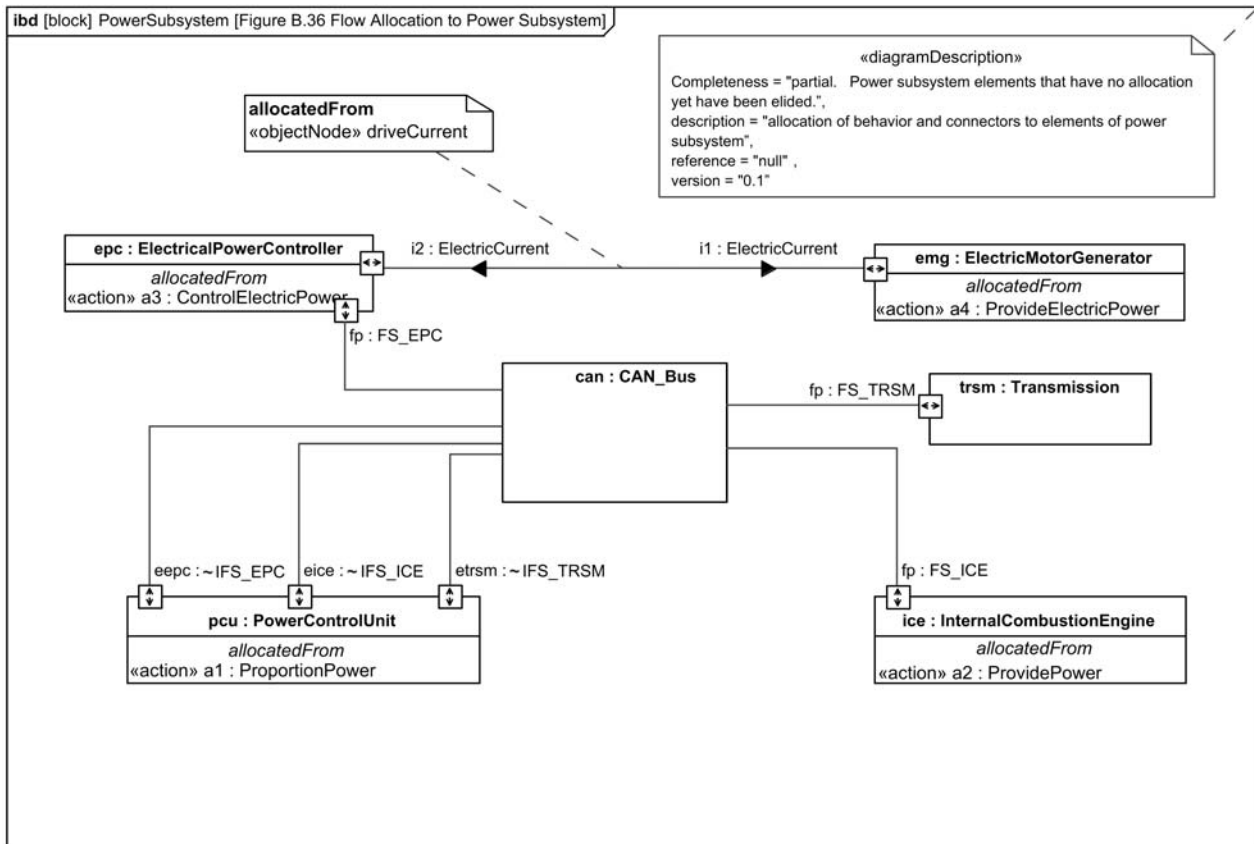 ibd [block] PowerSubsystem [Figure B.36 Flow Allocation to Power Subsystem]
«diagramDescription»
Completeness = "partial. Power subsystem elements that have no allocation
yet have been elided.",
description = "allocation of behavior and connectors to elements of power
subsystem",
reference = "null" ,
version = "0.1"
allocatedFrom
«objectNode» driveCurrent
epc : ElectricalPowerController
allocatedFrom
«action» a3 : ControlElectricPower
i2 : ElectricCurrent
i1 : ElectricCurrent
emg : ElectricMotorGenerator
allocatedFrom
«action» a4 : ProvideElectricPower
fp : FS_EPC
can : CAN_Bus
fp : FS_TRSM
trsm : Transmission
eepc : ~IFS_EPC
eice : ~IFS_ICE
etrsm : ~IFS_TRSM
fp : FS_ICE
pcu : PowerControlUnit
allocatedFrom
«action» a1 : ProportionPower
ice : InternalCombustionEngine
allocatedFrom
«action» a2 : ProvidePower